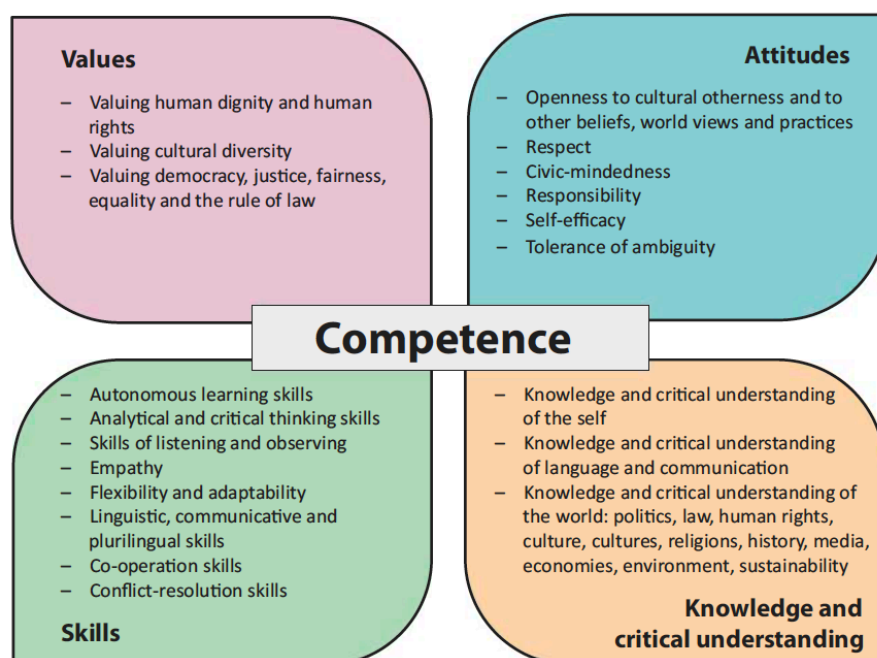 Values
– Valuing human dignity and human
rights
– Valuing cultural diversity
– Valuing democracy, justice, fairness,
equality and the rule of law
Attitudes
– Openness to cultural otherness and to
other beliefs, world views and practices
– Respect
– Civic-mindedness
– Responsibility
– Self-efficacy
– Tolerance of ambiguity
Competence
– Autonomous learning skills
– Analytical and critical thinking skills
– Skills of listening and observing
– Empathy
– Flexibility and adaptability
– Linguistic, communicative and
plurilingual skills
– Co-operation skills
– Conflict-resolution skills
Skills
– Knowledge and critical understanding
of the self
– Knowledge and critical understanding
of language and communication
– Knowledge and critical understanding of
the world: politics, law, human rights,
culture, cultures, religions, history, media,
economies, environment, sustainability
Knowledge and
critical understanding